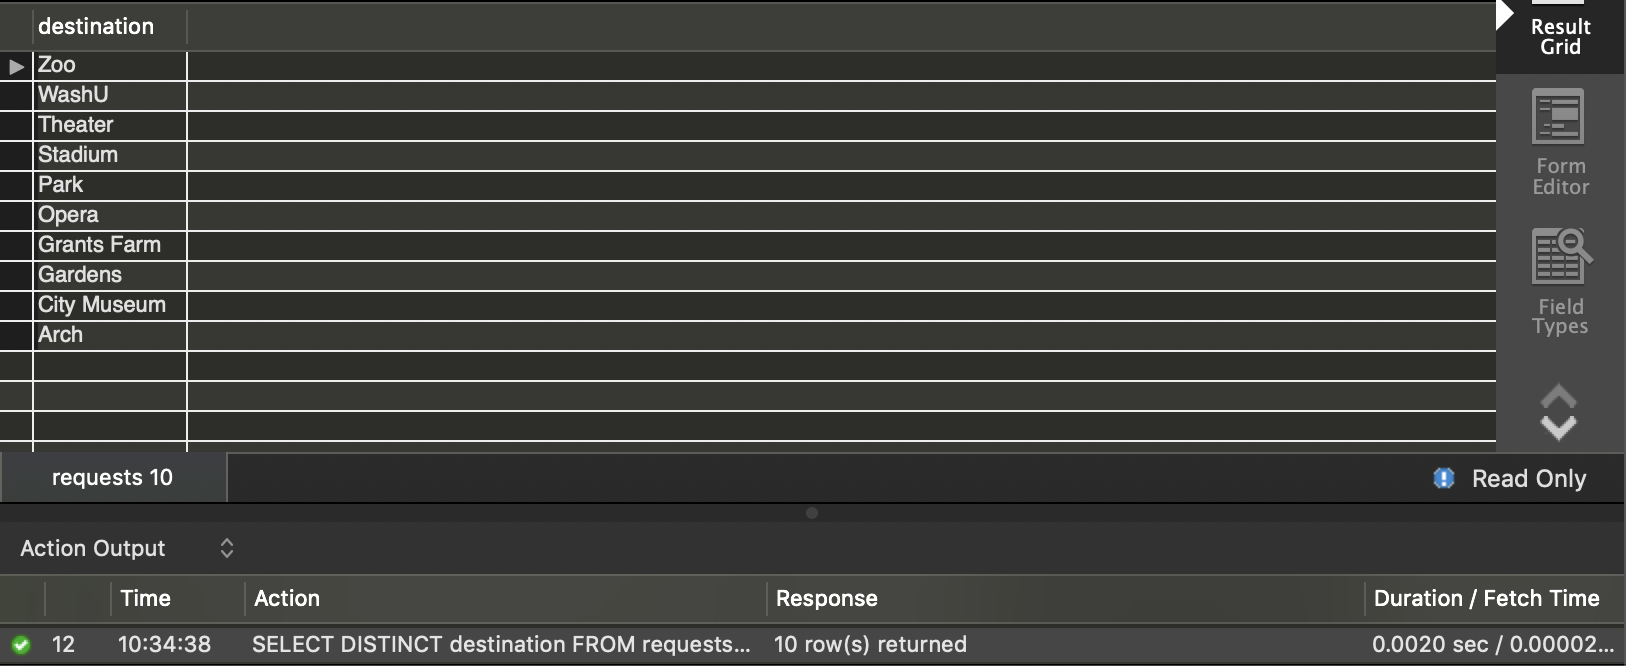 destination
Result
Grid
Zoo
WashU
Theater
Stadium
Park
Opera
Grants Farm
Gardens
City Museum
Arch
Form
Editor
Field
Types
requests 10
Read Only
Action Output
Time Action Response Duration / Fetch Time
12 10:34:38 SELECT DISTINCT destination FROM requests... 10 row(s) returned 0.0020 sec / 0.00002...